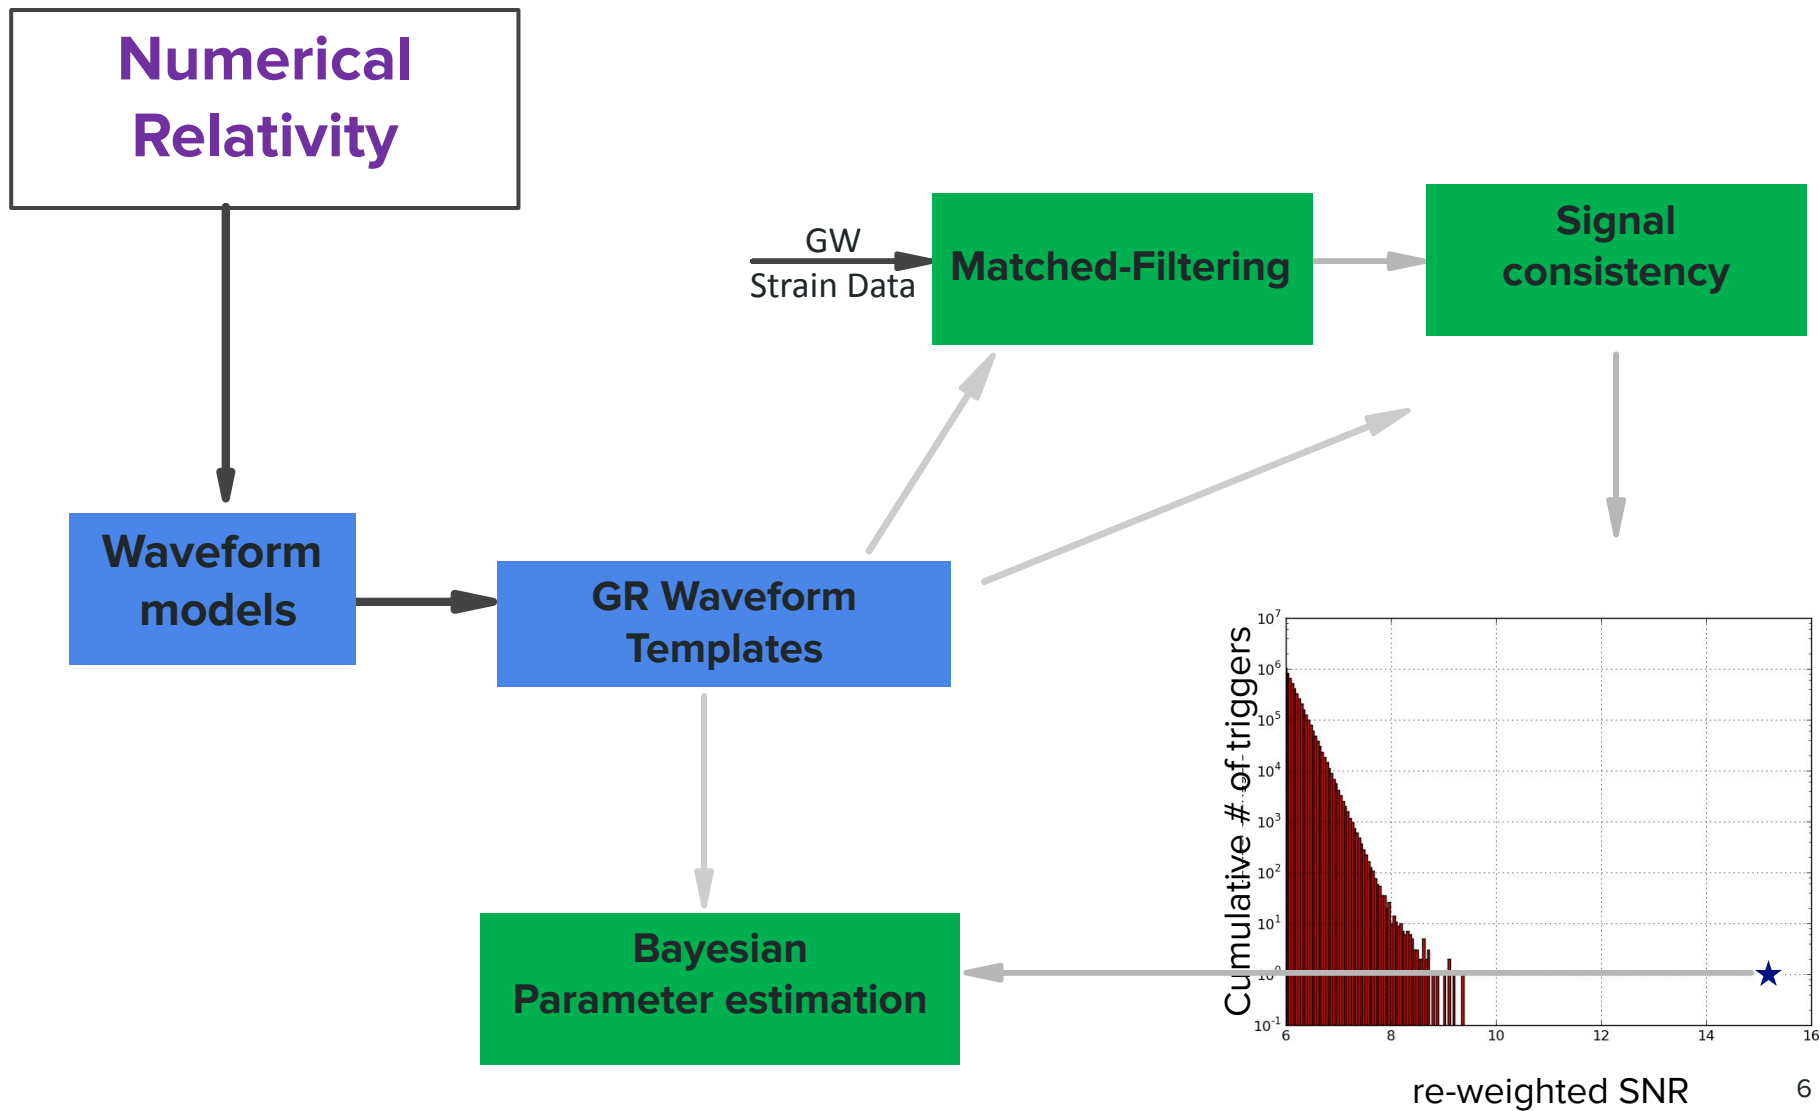 Numerical
Relativity
GW
Strain Data
Matched-Filtering
Signal
consistency
Waveform
models
GR Waveform
Templates
Bayesian
Parameter estimation
Cumulative # of triggers
10^7
10^6
10^5
10^4
10^3
10^2
10^1
10^0
10^-1
6
8
10
12
14
16
re-weighted SNR
6